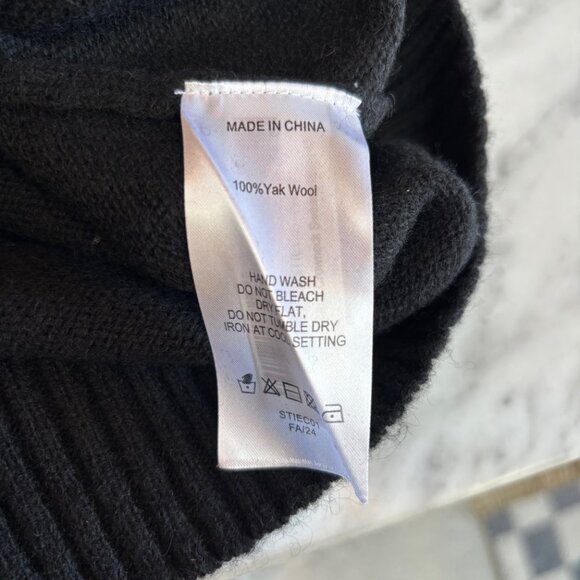 MADE IN CHINA
100%Yak Wool
HAND WASH
DO NOT BLEACH
DRY FLAT,
DO NOT TUMBLE DRY
IRON AT COOL SETTING
STIEC01
FA/24